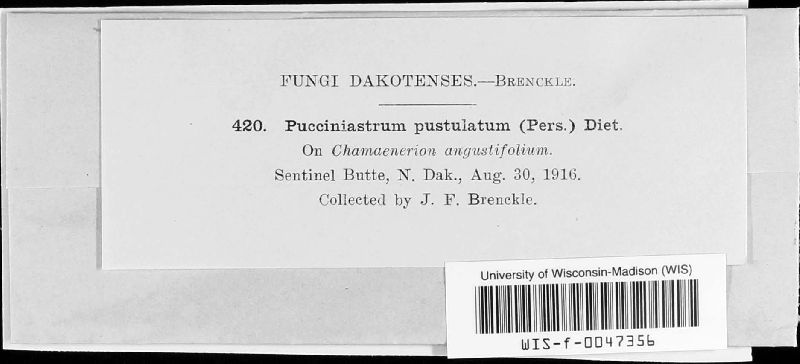 FUNGI DAKOTENSES.—BRENCKLE.
420. Pucciniastrum pustulatum (Pers.) Diet.
On Chamaenerion angustifolium.
Sentinel Butte, N. Dak., Aug. 30, 1916.
Collected by J. F. Brenckle.
University of Wisconsin-Madison (WIS)
WIS-f-0047356